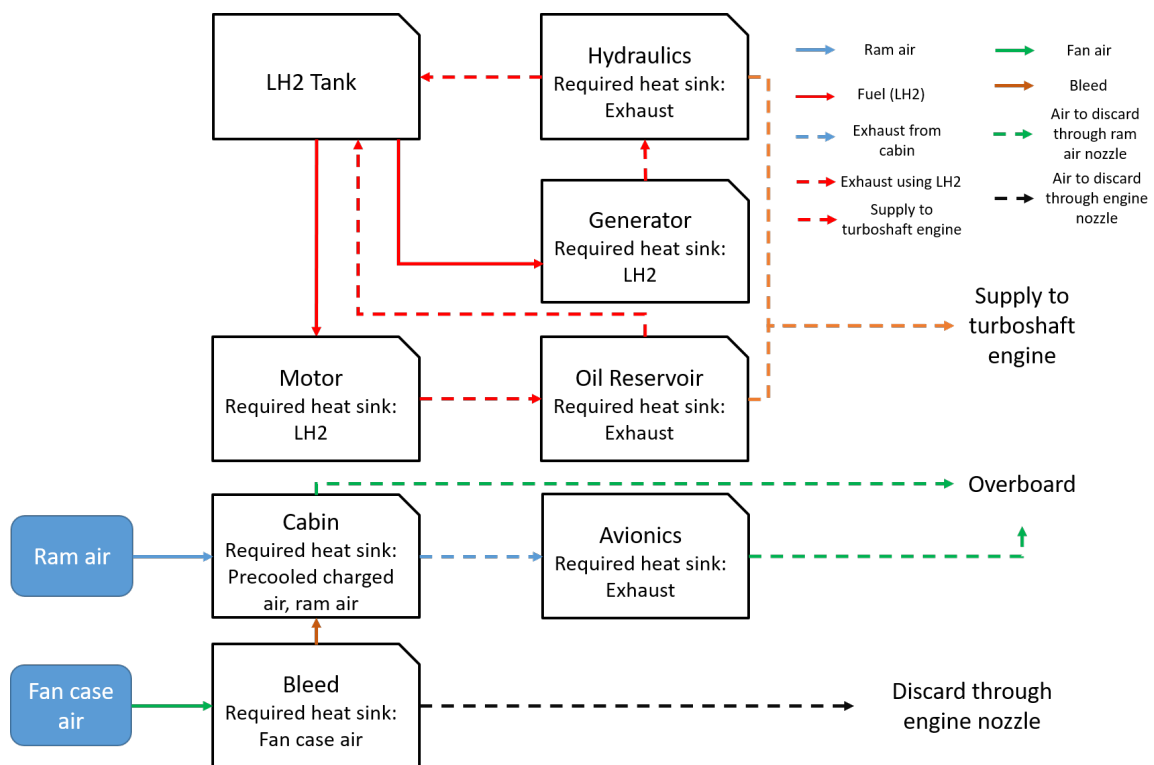 LH2 Tank
Hydraulics
Required heat sink:
Exhaust
Generator
Required heat sink:
LH2
Motor
Required heat sink:
LH2
Oil Reservoir
Required heat sink:
Exhaust
Supply to
turboshaft
engine
Ram air
Cabin
Required heat sink:
Precooled charged
air, ram air
Avionics
Required heat sink:
Exhaust
Overboard
Fan case
air
Bleed
Required heat sink:
Fan case air
Discard through
engine nozzle
Ram air
Fuel (LH2)
Exhaust from
cabin
Exhaust using LH2
Supply to
turboshaft engine
Fan air
Bleed
Air to discard
through ram
air nozzle
Air to discard
through engine
nozzle